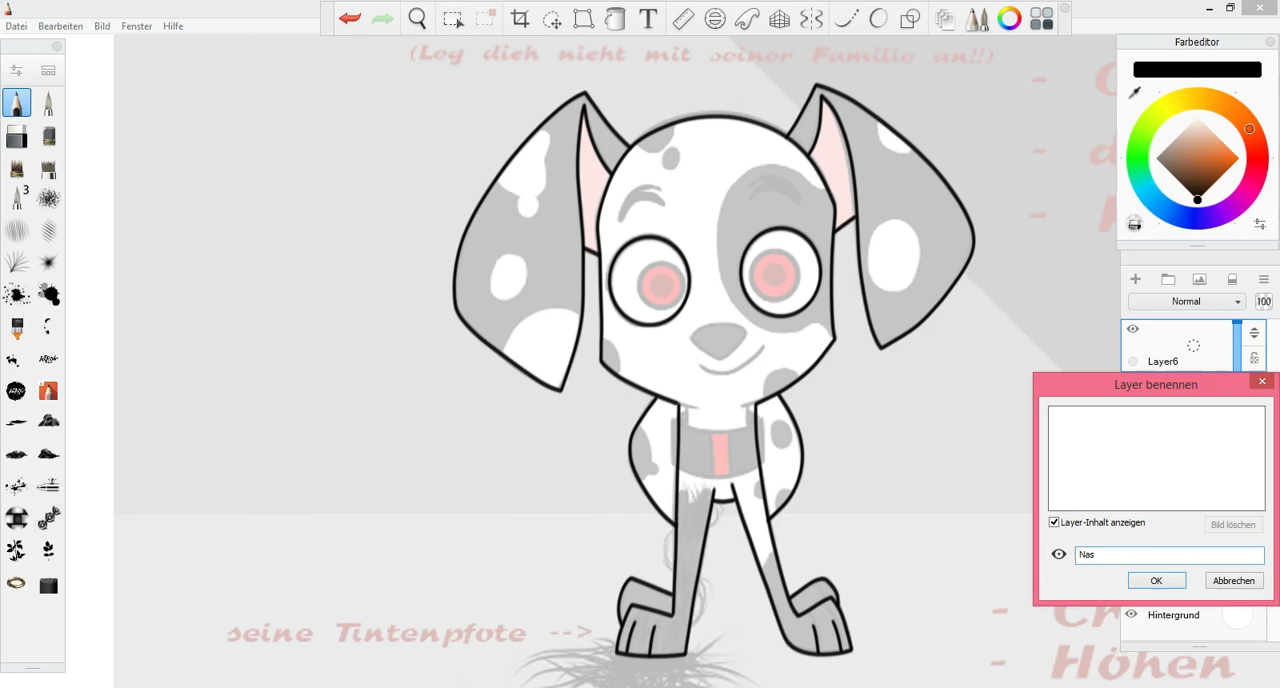 Datei Bearbeiten Bild Fenster Hilfe
(Leg dich nicht mit seiner Familie an!!)
Farbeditor
3
Normal
100
Layer6
Layer benennen
Layer-Inhalt anzeigen
Bild löschen
Nas
OK Abbrechen
Hintergrund
seine Tintenpfote -->
- Höhen